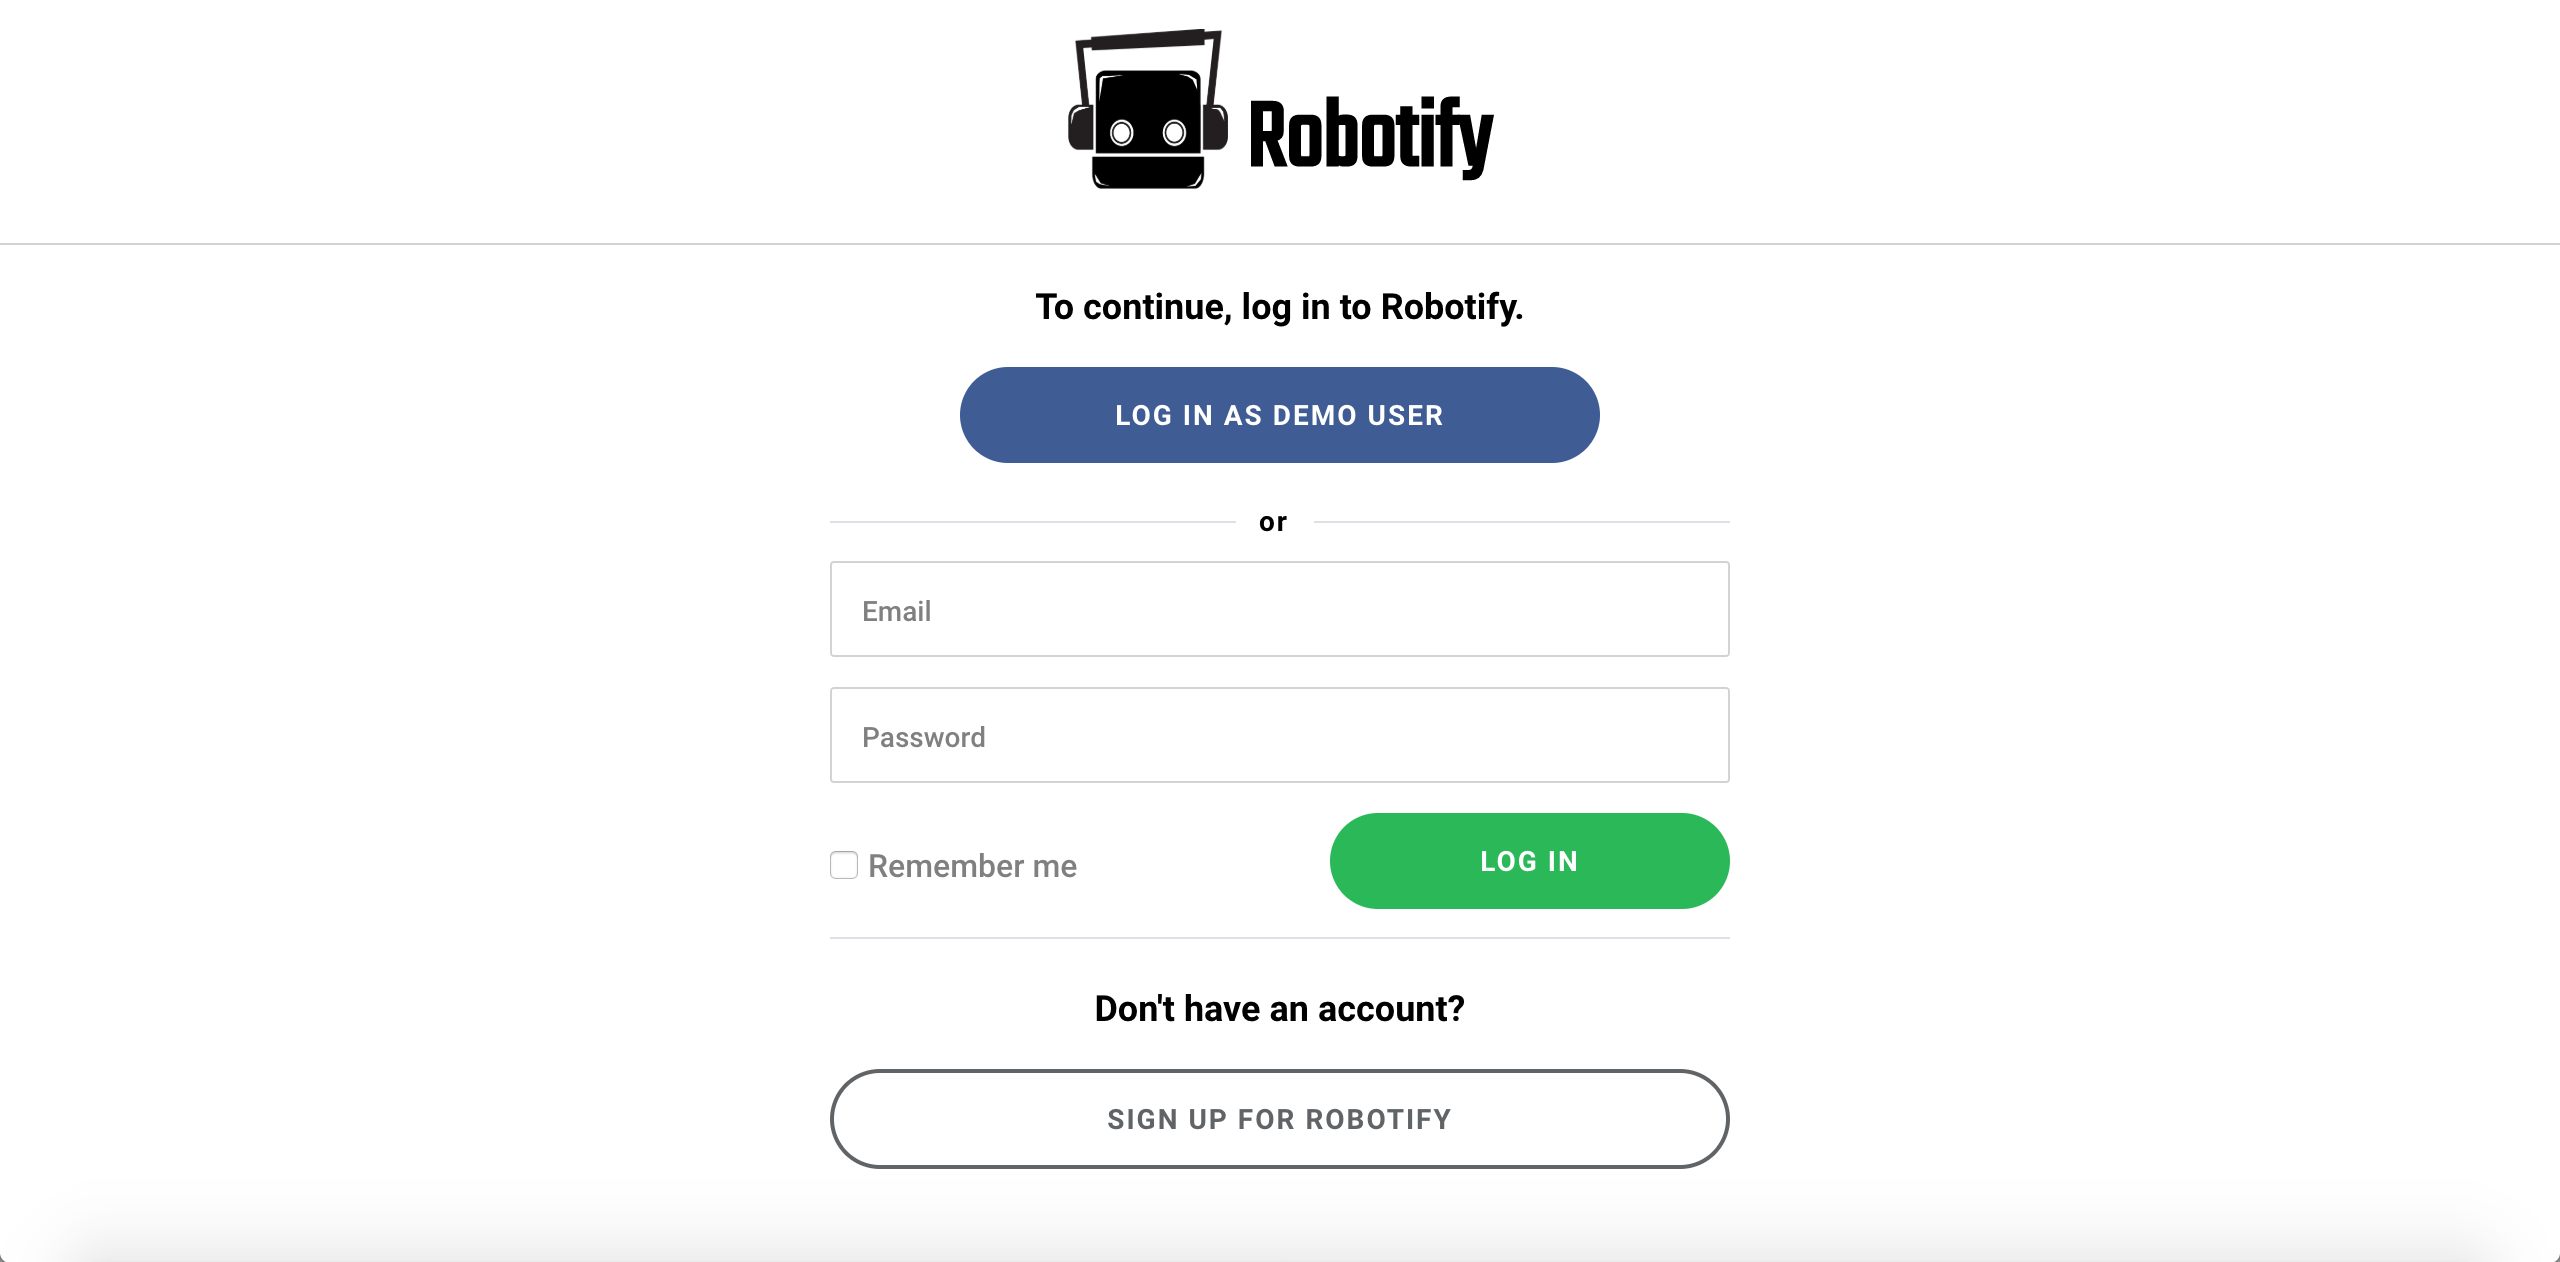 Robotify
To continue, log in to Robotify.
LOG IN AS DEMO USER
or
Email
Password
Remember me
LOG IN
Don't have an account?
SIGN UP FOR ROBOTIFY